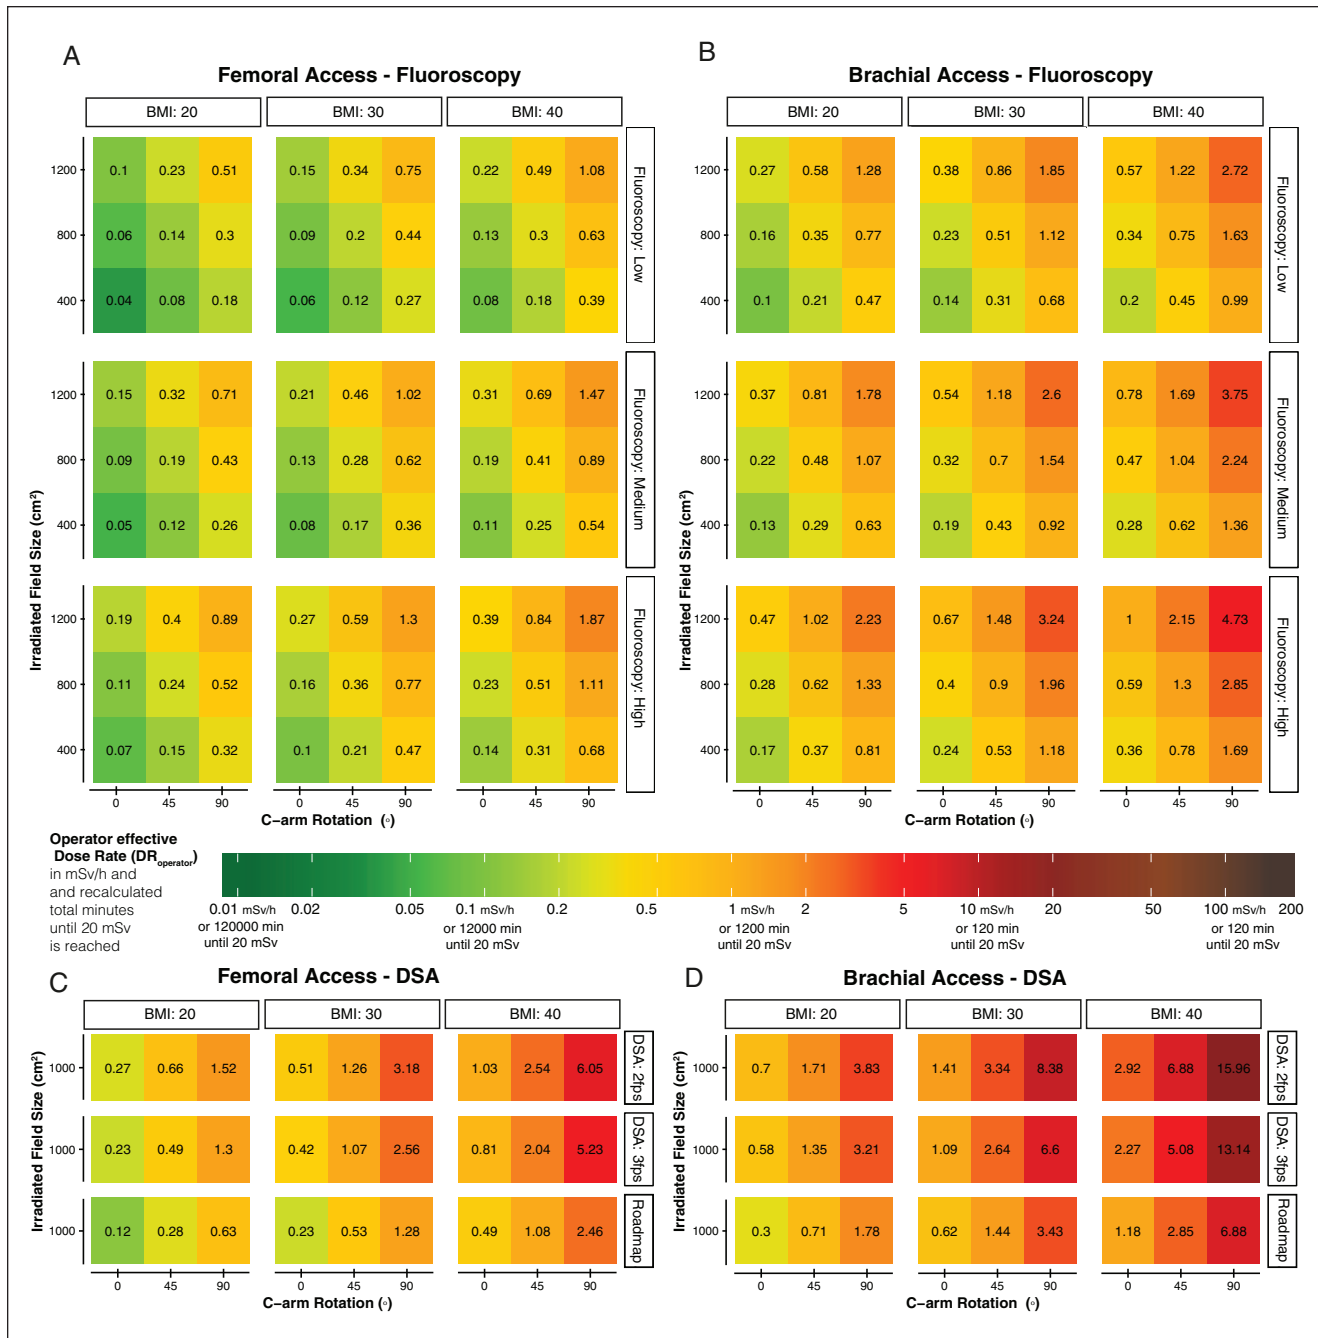 A
Femoral Access - Fluoroscopy
BMI: 20
BMI: 30
BMI: 40
Irradiated Field Size (cm²)
1200
0.1 0.23 0.51
0.15 0.34 0.75
0.22 0.49 1.08
800
0.06 0.14 0.3
0.09 0.2 0.44
0.13 0.3 0.63
400
0.04 0.08 0.18
0.06 0.12 0.27
0.08 0.18 0.39
Fluoroscopy: Low
1200
0.15 0.32 0.71
0.21 0.46 1.02
0.31 0.69 1.47
800
0.09 0.19 0.43
0.13 0.28 0.62
0.19 0.41 0.89
400
0.05 0.12 0.26
0.08 0.17 0.36
0.11 0.25 0.54
Fluoroscopy: Medium
1200
0.19 0.4 0.89
0.27 0.59 1.3
0.39 0.84 1.87
800
0.11 0.24 0.52
0.16 0.36 0.77
0.23 0.51 1.11
400
0.07 0.15 0.32
0.1 0.21 0.47
0.14 0.31 0.68
Fluoroscopy: High
0 45 90
0 45 90
0 45 90
C−arm Rotation (°)
B
Brachial Access - Fluoroscopy
BMI: 20
BMI: 30
BMI: 40
Irradiated Field Size (cm²)
1200
0.27 0.58 1.28
0.38 0.86 1.85
0.57 1.22 2.72
800
0.16 0.35 0.77
0.23 0.51 1.12
0.34 0.75 1.63
400
0.1 0.21 0.47
0.14 0.31 0.68
0.2 0.45 0.99
Fluoroscopy: Low
1200
0.37 0.81 1.78
0.54 1.18 2.6
0.78 1.69 3.75
800
0.22 0.48 1.07
0.32 0.7 1.54
0.47 1.04 2.24
400
0.13 0.29 0.63
0.19 0.43 0.92
0.28 0.62 1.36
Fluoroscopy: Medium
1200
0.47 1.02 2.23
0.67 1.48 3.24
1 2.15 4.73
800
0.28 0.62 1.33
0.4 0.9 1.96
0.59 1.3 2.85
400
0.17 0.37 0.81
0.24 0.53 1.18
0.36 0.78 1.69
Fluoroscopy: High
0 45 90
0 45 90
0 45 90
C−arm Rotation (°)
Operator effective
Dose Rate (DRoperator)
in mSv/h and
and recalculated
total minutes
until 20 mSv
is reached
0.01 mSv/h 0.02 0.05 0.1 mSv/h 0.2 0.5 1 mSv/h 2 5 10 mSv/h 20 50 100 mSv/h 200
or 120000 min or 12000 min or 1200 min or 120 min or 120 min
until 20 mSv until 20 mSv until 20 mSv until 20 mSv until 20 mSv
C
Femoral Access - DSA
BMI: 20
BMI: 30
BMI: 40
Irradiated Field Size (cm²)
1000
0.27 0.66 1.52
0.51 1.26 3.18
1.03 2.54 6.05
DSA: 2fps
1000
0.23 0.49 1.3
0.42 1.07 2.56
0.81 2.04 5.23
DSA: 3fps
1000
0.12 0.28 0.63
0.23 0.53 1.28
0.49 1.08 2.46
Roadmap
0 45 90
0 45 90
0 45 90
C−arm Rotation (°)
D
Brachial Access - DSA
BMI: 20
BMI: 30
BMI: 40
Irradiated Field Size (cm²)
1000
0.7 1.71 3.83
1.41 3.34 8.38
2.92 6.88 15.96
DSA: 2fps
1000
0.58 1.35 3.21
1.09 2.64 6.6
2.27 5.08 13.14
DSA: 3fps
1000
0.3 0.71 1.78
0.62 1.44 3.43
1.18 2.85 6.88
Roadmap
0 45 90
0 45 90
0 45 90
C−arm Rotation (°)